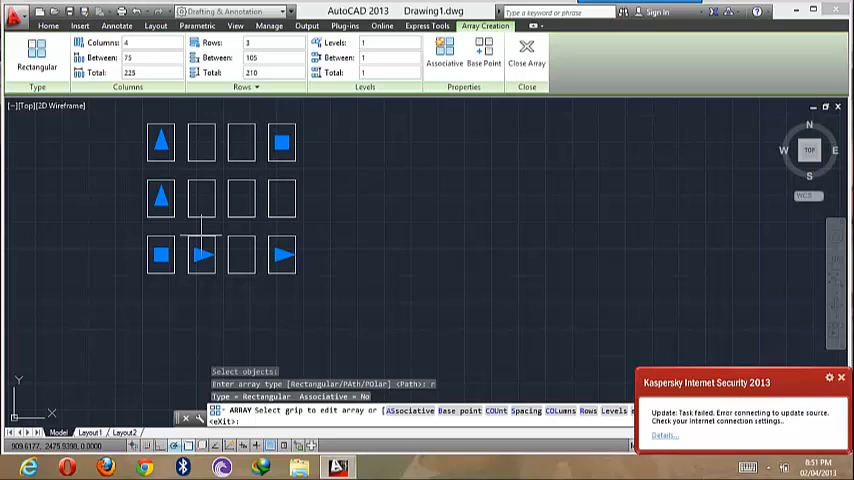 Drafting & Annotation
AutoCAD 2013
Drawing1.dwg
Type a keyword or phrase
Sign In
Home
Insert
Annotate
Layout
Parametric
View
Manage
Output
Plug-ins
Online
Express Tools
Array Creation
Rectangular
Columns: 4
Between: 75
Total: 225
Rows: 3
Between: 105
Total: 210
Levels: 1
Between: 1
Total: 1
Associative
Base Point
Close Array
Type
Columns
Rows
Levels
Properties
Close
[−][Top][2D Wireframe]
N
W
TOP
E
S
WCS
Y
X
Select objects:
Enter array type [Rectangular/PAth/POlar] <Path>: r
Type = Rectangular Associative = No
ARRAY Select grip to edit array or [ASsociative Base point COUnt Spacing COLumns Rows Levels
<eXit>:
Kaspersky Internet Security 2013
Update: Task failed. Error connecting to update source.
Check your Internet connection settings..
Details...
Model
Layout1
Layout2
909.6177, 2475.9398, 0.0000
8:51 PM
02/04/2013